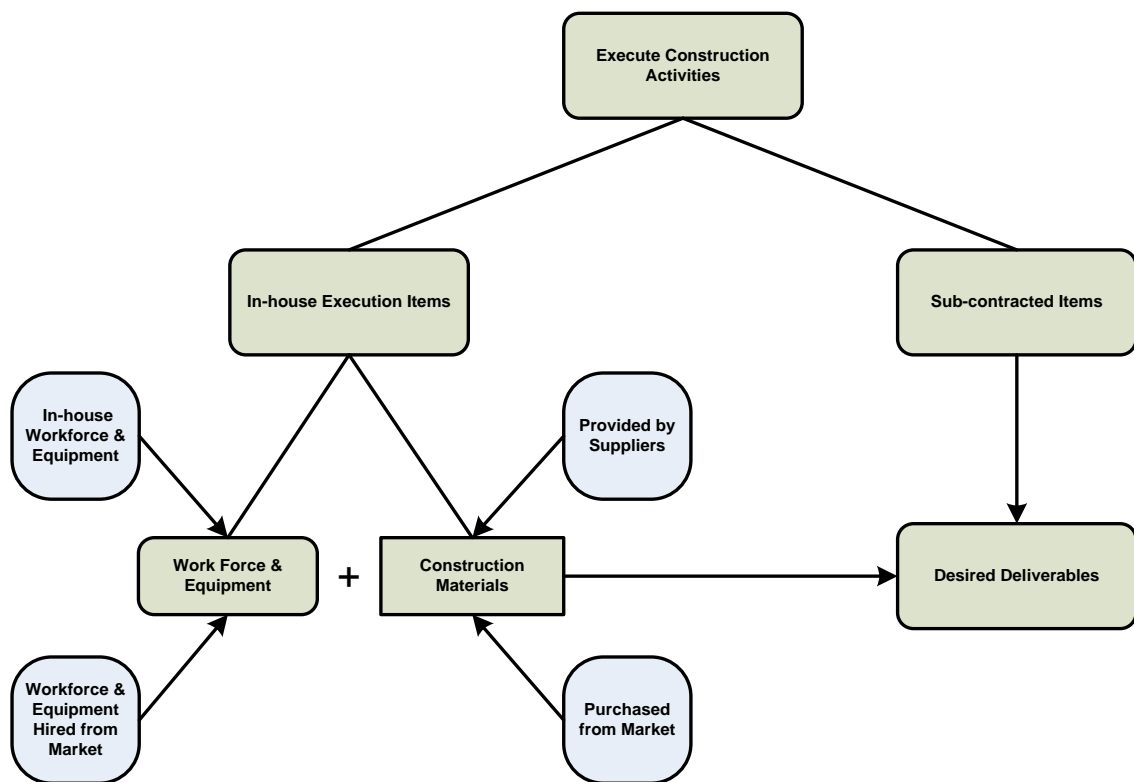 Execute Construction
Activities
In-house Execution Items
Sub-contracted Items
In-house
Workforce &
Equipment
Provided by
Suppliers
Work Force &
Equipment
+
Construction
Materials
Desired Deliverables
Workforce &
Equipment
Hired from
Market
Purchased
from Market